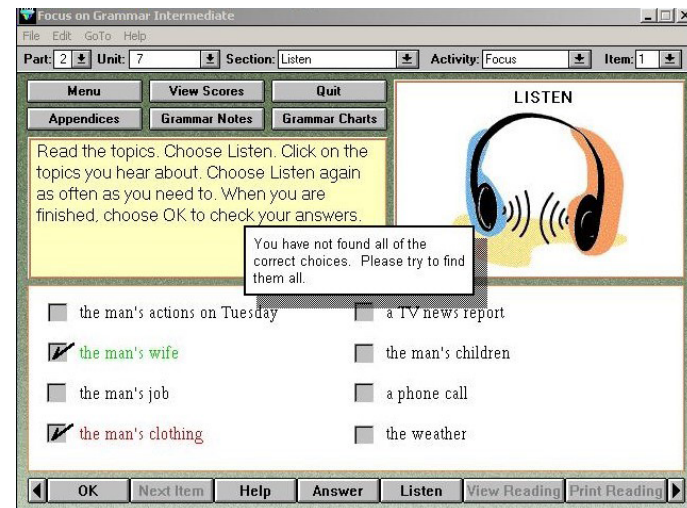 Focus on Grammar Intermediate
File Edit GoTo Help
Part: 2 Unit: 7 Section: Listen Activity: Focus Item: 1
Menu View Scores Quit
Appendices Grammar Notes Grammar Charts
LISTEN
Read the topics. Choose Listen. Click on the
topics you hear about. Choose Listen again
as often as you need to. When you are
finished, choose OK to check your answers.
You have not found all of the
correct choices. Please try to find
them all.
the man's actions on Tuesday a TV news report
the man's wife the man's children
the man's job a phone call
the man's clothing the weather
OK Next Item Help Answer Listen View Reading Print Reading